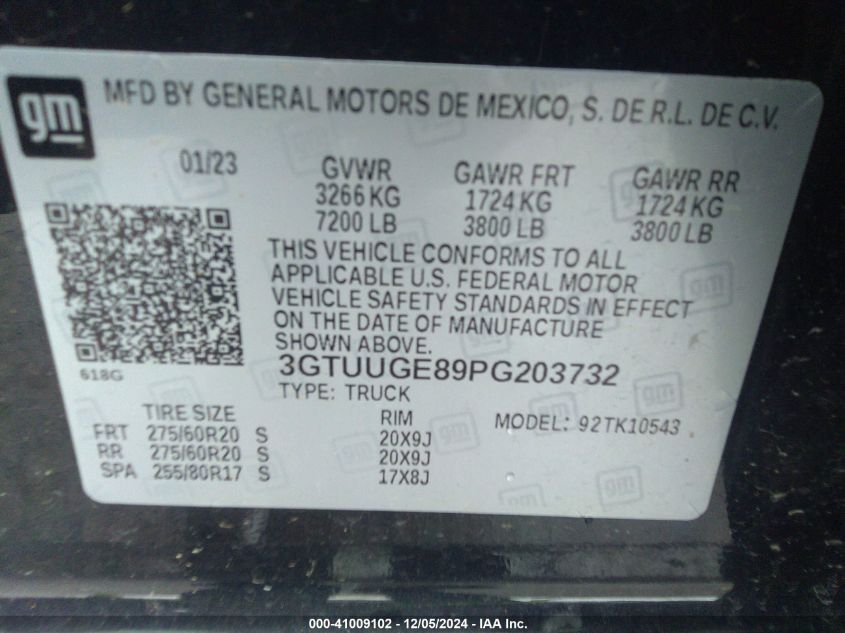 gm
MFD BY GENERAL MOTORS DE MEXICO, S. DE R.L. DE C.V.
01/23 GVWR GAWR FRT GAWR RR
3266 KG 1724 KG 1724 KG
7200 LB 3800 LB 3800 LB
THIS VEHICLE CONFORMS TO ALL
APPLICABLE U.S. FEDERAL MOTOR
VEHICLE SAFETY STANDARDS IN EFFECT
ON THE DATE OF MANUFACTURE
SHOWN ABOVE.
618G
3GTUUGE89PG203732
TYPE: TRUCK
TIRE SIZE RIM MODEL: 92TK10543
FRT 275/60R20 S 20X9J
RR 275/60R20 S 20X9J
SPA 255/80R17 S 17X8J
000-41009102 - 12/05/2024 - IAA Inc.